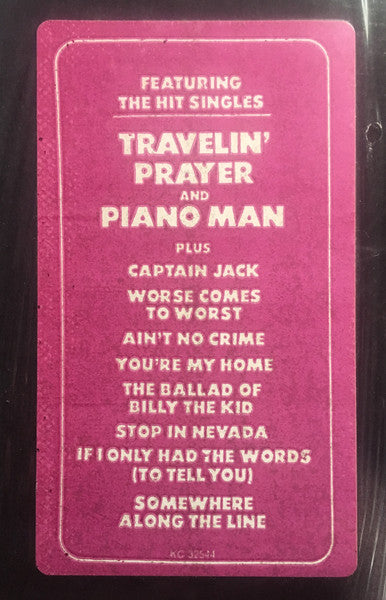 FEATURING
THE HIT SINGLES
TRAVELIN'
PRAYER
AND
PIANO MAN
PLUS
CAPTAIN JACK
WORSE COMES
TO WORST
AIN'T NO CRIME
YOU'RE MY HOME
THE BALLAD OF
BILLY THE KID
STOP IN NEVADA
IF I ONLY HAD THE WORDS
(TO TELL YOU)
SOMEWHERE
ALONG THE LINE
KC 32544